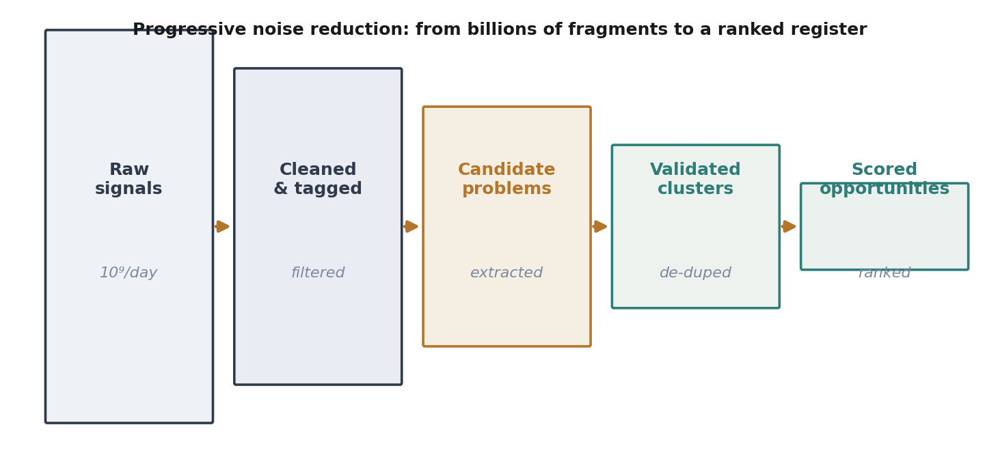 Progressive noise reduction: from billions of fragments to a ranked register
Raw
signals
10⁹/day
Cleaned
& tagged
filtered
Candidate
problems
extracted
Validated
clusters
de-duped
Scored
opportunities
ranked